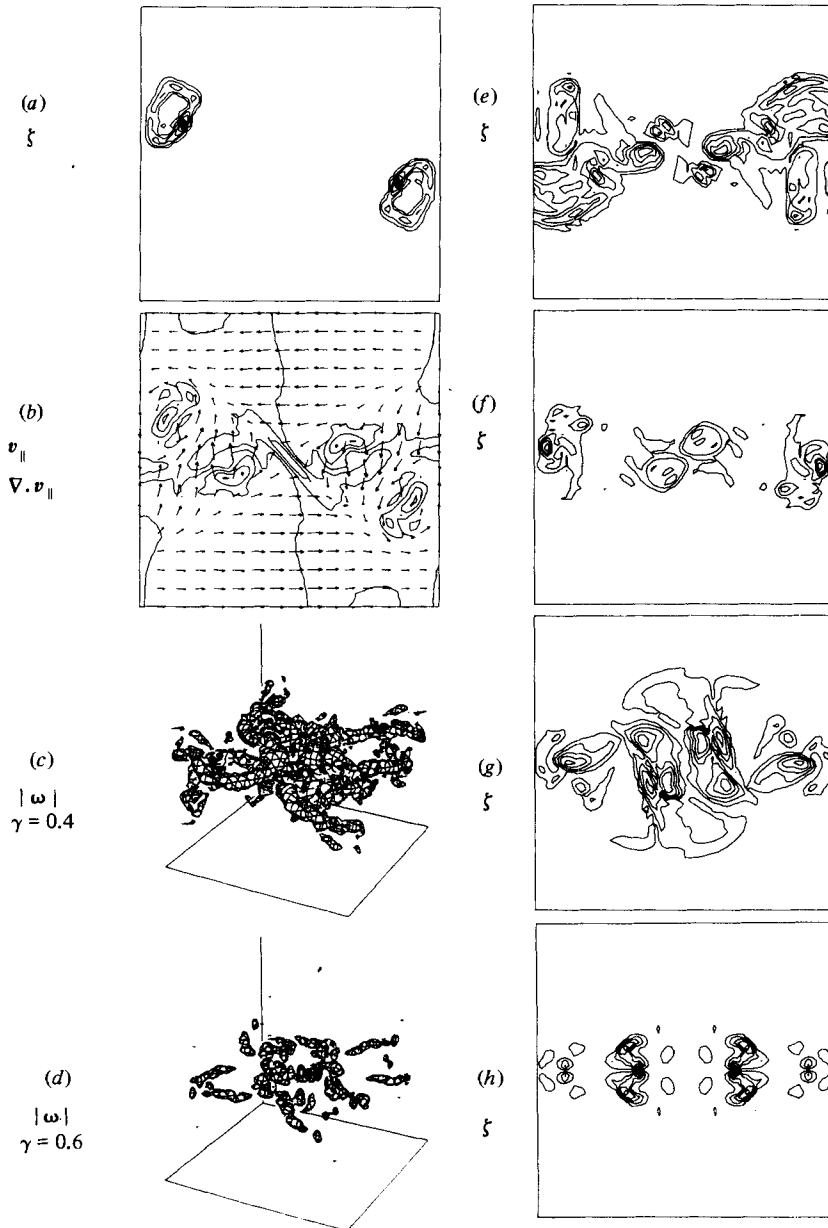 (a)
ζ
(b)
v∥
∇. v∥
(c)
| ω |
γ = 0.4
(d)
|ω|
γ = 0.6
(e)
ζ
(f)
ζ
(g)
ζ
(h)
ζ